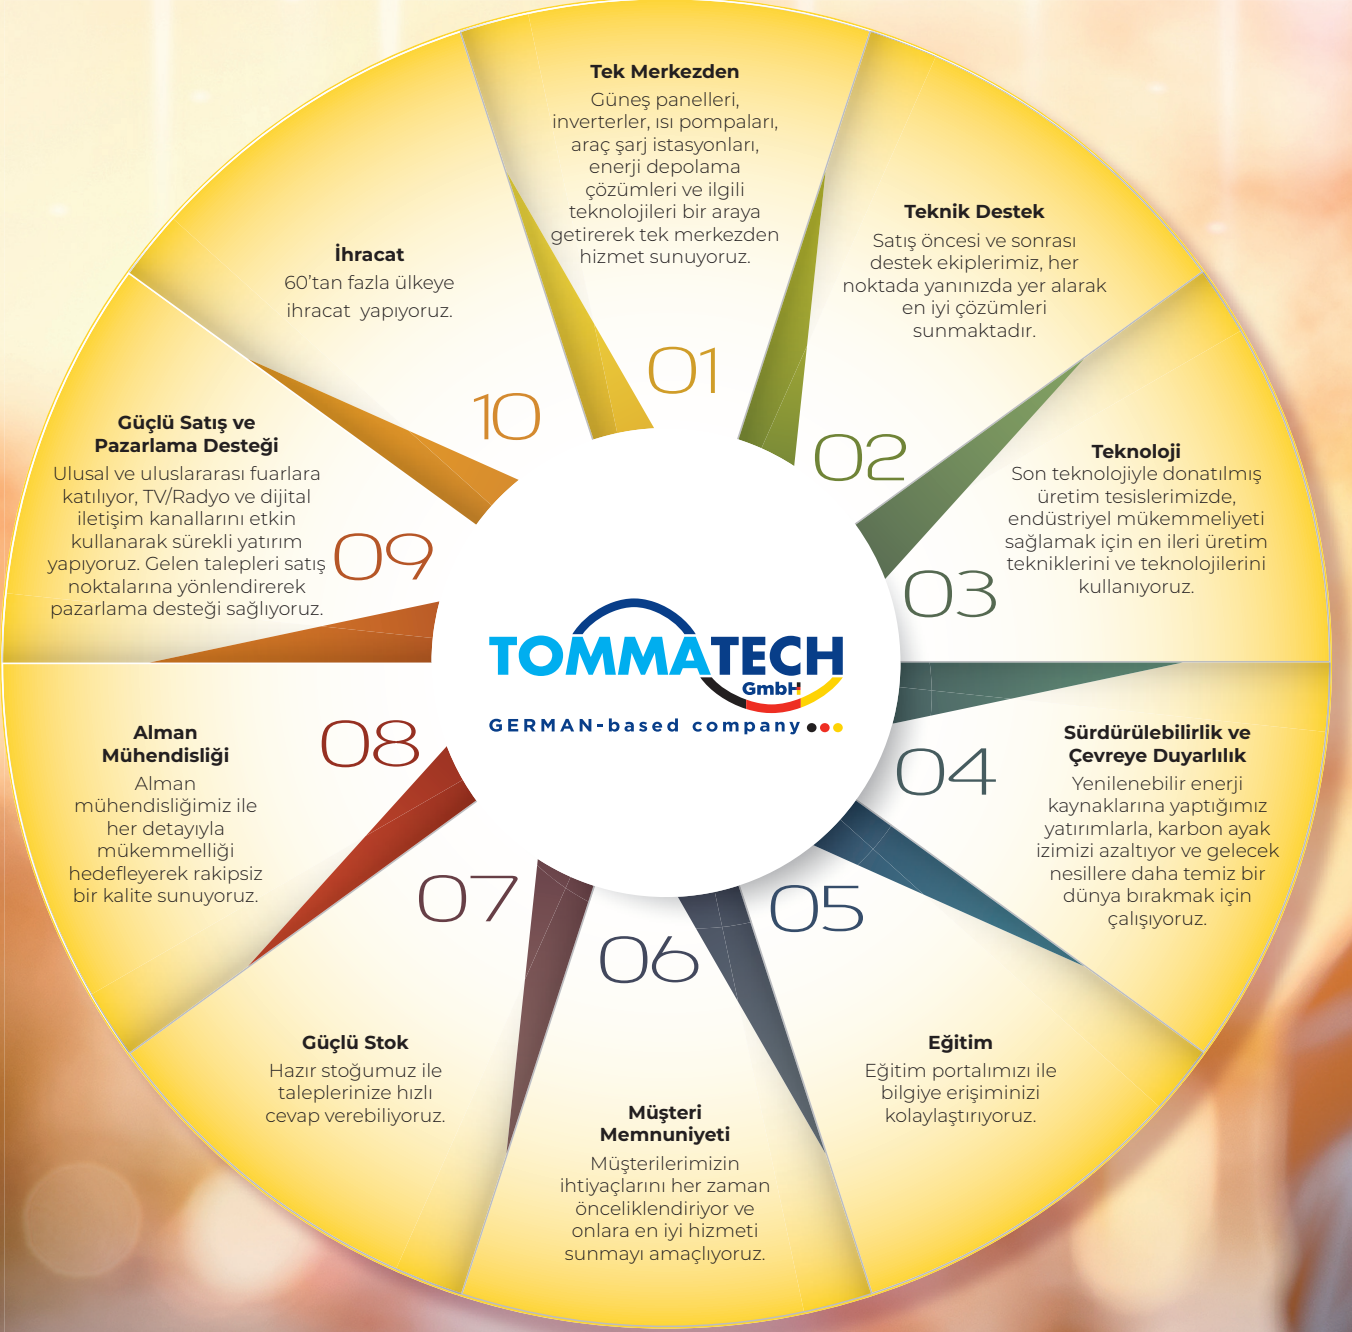 Tek Merkezden
Güneş panelleri,
inverterler, ısı pompaları,
araç şarj istasyonları,
enerji depolama
çözümleri ve ilgili
teknolojileri bir araya
getirerek tek merkezden
hizmet sunuyoruz.
01
Teknik Destek
Satış öncesi ve sonrası
destek ekiplerimiz, her
noktada yanınızda yer alarak
en iyi çözümleri
sunmaktadır.
02
Teknoloji
Son teknolojiyle donatılmış
üretim tesislerimizde,
endüstriyel mükemmeliyeti
sağlamak için en ileri üretim
tekniklerini ve teknolojilerini
kullanıyoruz.
03
Sürdürülebilirlik ve
Çevreye Duyarlılık
Yenilenebilir enerji
kaynaklarına yaptığımız
yatırımlarla, karbon ayak
izimizi azaltıyor ve gelecek
nesillere daha temiz bir
dünya bırakmak için
çalışıyoruz.
04
Eğitim
Eğitim portalımızı ile
bilgiye erişiminizi
kolaylaştırıyoruz.
05
Müşteri
Memnuniyeti
Müşterilerimizin
ihtiyaçlarını her zaman
önceliklendiriyor ve
onlara en iyi hizmeti
sunmayı amaçlıyoruz.
06
Güçlü Stok
Hazır stoğumuz ile
taleplerinize hızlı
cevap verebiliyoruz.
07
Alman
Mühendisliği
Alman
mühendisliğimiz ile
her detayıyla
mükemmelliği
hedefleyerek rakipsiz
bir kalite sunuyoruz.
08
Güçlü Satış ve
Pazarlama Desteği
Ulusal ve uluslararası fuarlara
katılıyor, TV/Radyo ve dijital
iletişim kanallarını etkin
kullanarak sürekli yatırım
yapıyoruz. Gelen talepleri satış
noktalarına yönlendirerek
pazarlama desteği sağlıyoruz.
09
İhracat
60’tan fazla ülkeye
ihracat yapıyoruz.
10
TOMMATECH
GmbH
GERMAN-based company